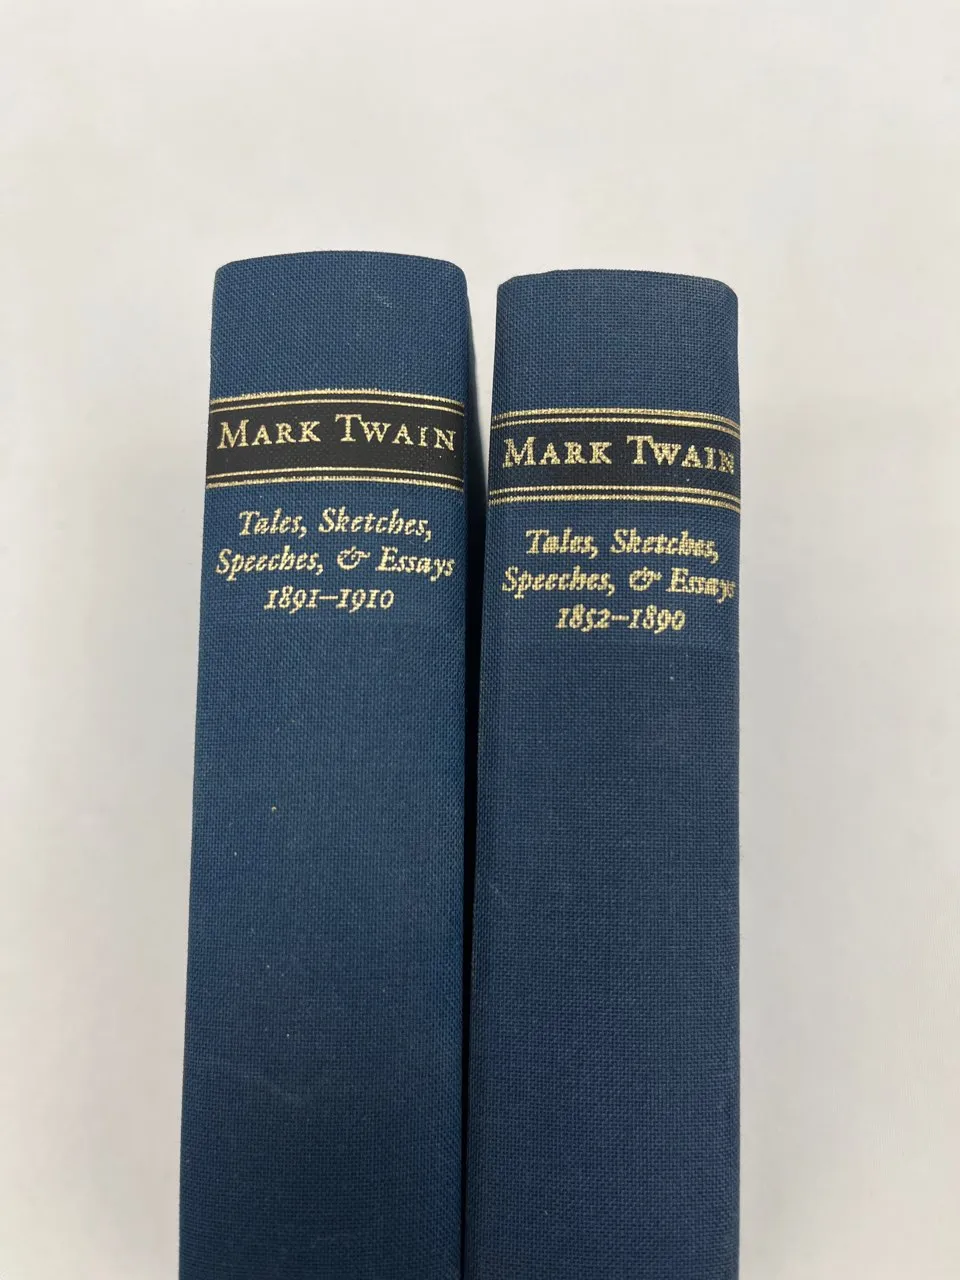 MARK TWAIN
Tales, Sketches,
Speeches, & Essays
1891–1910
MARK TWAIN
Tales, Sketches,
Speeches, & Essays
1852–1890